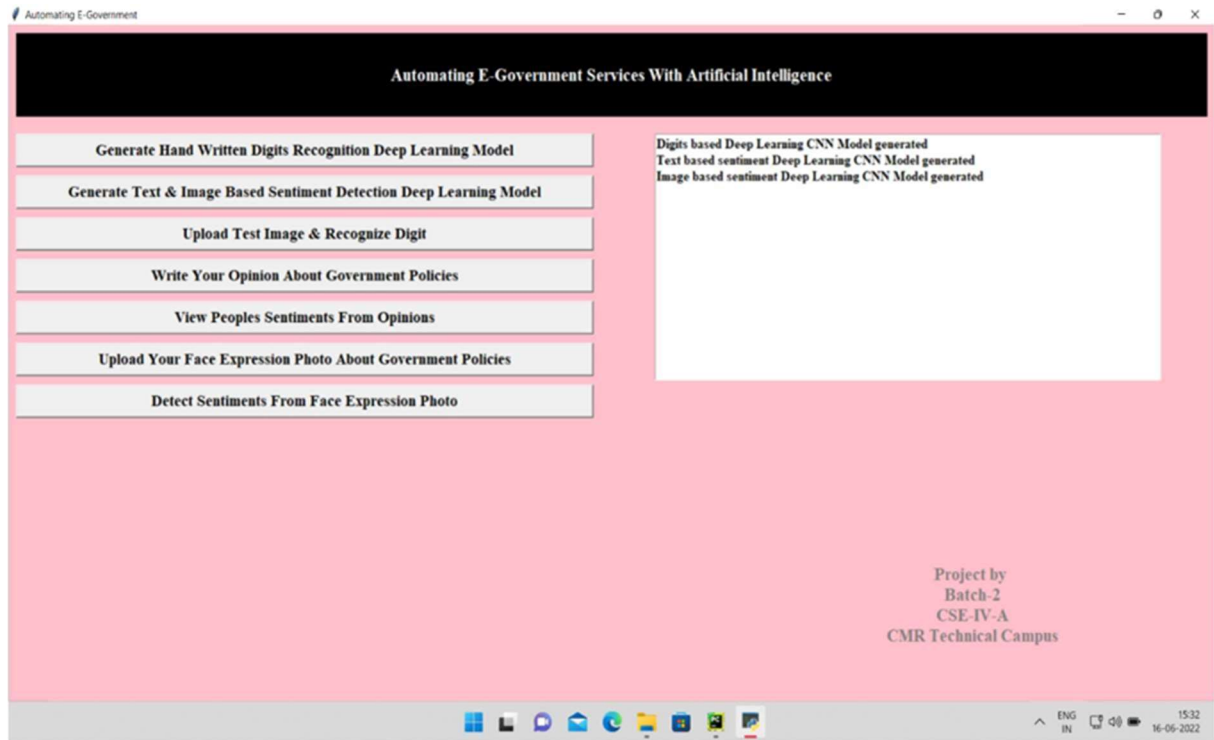 Automating E-Government
Automating E-Government Services With Artificial Intelligence
Generate Hand Written Digits Recognition Deep Learning Model
Generate Text & Image Based Sentiment Detection Deep Learning Model
Upload Test Image & Recognize Digit
Write Your Opinion About Government Policies
View Peoples Sentiments From Opinions
Upload Your Face Expression Photo About Government Policies
Detect Sentiments From Face Expression Photo
Digits based Deep Learning CNN Model generated
Text based sentiment Deep Learning CNN Model generated
Image based sentiment Deep Learning CNN Model generated
Project by
Batch-2
CSE-IV-A
CMR Technical Campus
ENG
IN
15:32
16-06-2022